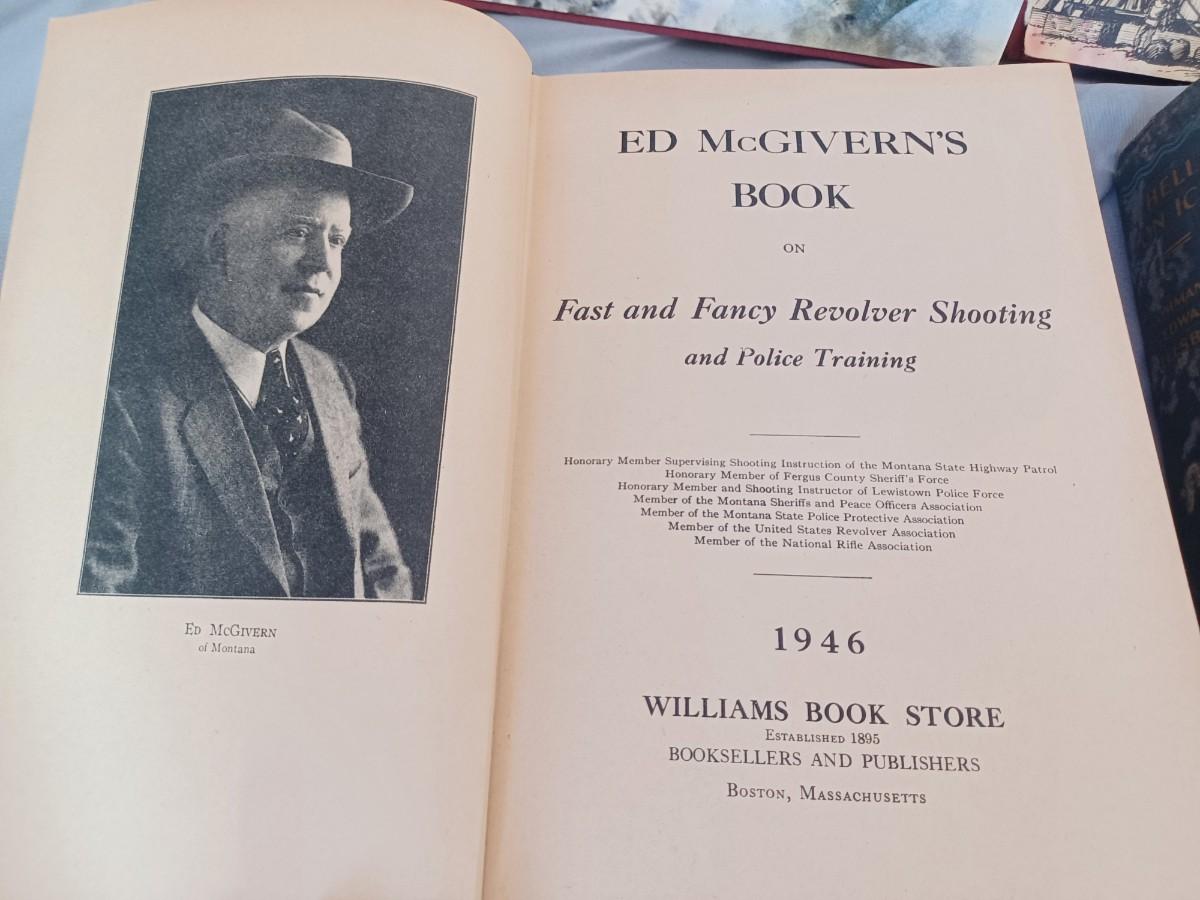 ED McGIVERN
of Montana
ED McGIVERN'S
BOOK
ON
Fast and Fancy Revolver Shooting
and Police Training
Honorary Member Supervising Shooting Instruction of the Montana State Highway Patrol
Honorary Member of Fergus County Sheriff's Force
Honorary Member and Shooting Instructor of Lewistown Police Force
Member of the Montana Sheriffs and Peace Officers Association
Member of the Montana State Police Protective Association
Member of the United States Revolver Association
Member of the National Rifle Association
1946
WILLIAMS BOOK STORE
ESTABLISHED 1895
BOOKSELLERS AND PUBLISHERS
BOSTON, MASSACHUSETTS